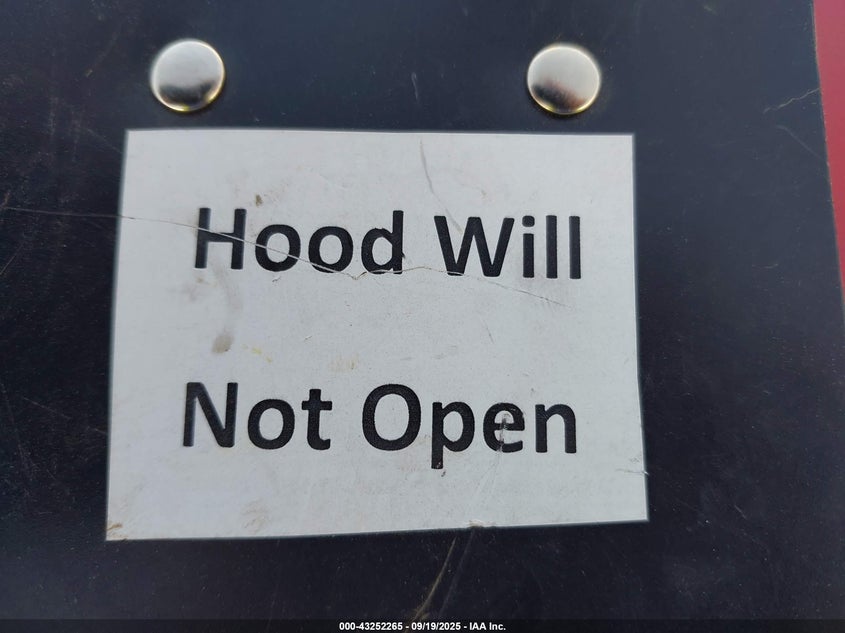 Hood Will
Not Open
000-43252265 - 09/19/2025 - IAA Inc.